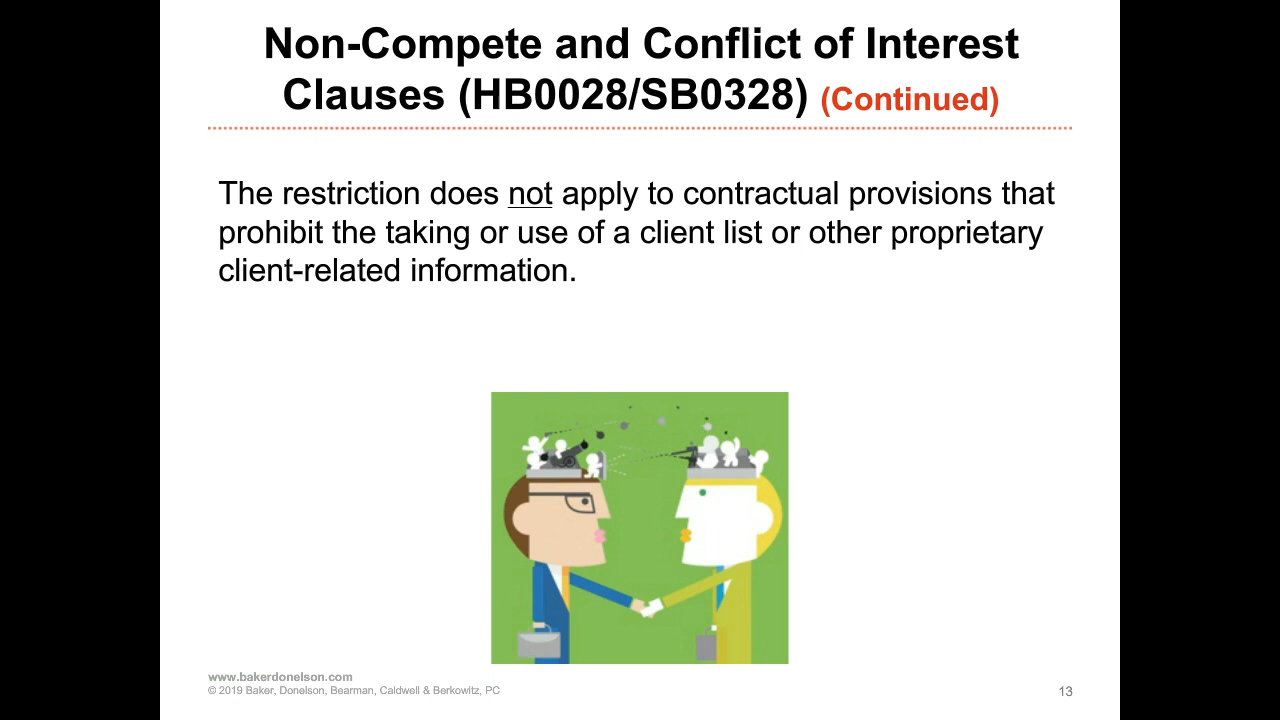 Non-Compete and Conflict of Interest
Clauses (HB0028/SB0328) (Continued)
The restriction does not apply to contractual provisions that
prohibit the taking or use of a client list or other proprietary
client-related information.
www.bakerdonelson.com
© 2019 Baker, Donelson, Bearman, Caldwell & Berkowitz, PC
13